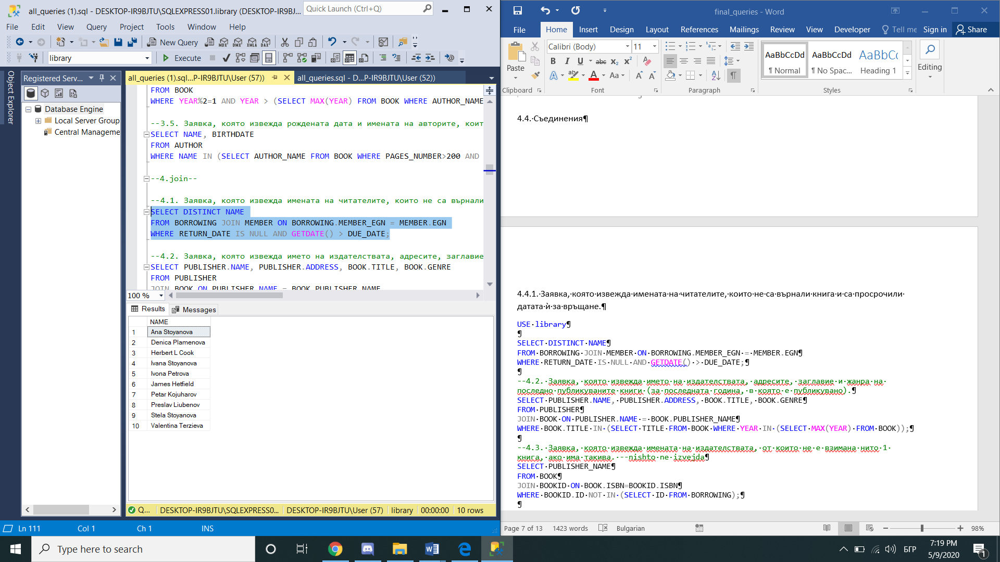 all_queries (1).sql - DESKTOP-IR9BJTU\SQLEXPRESS01.library (DESKTOP-IR9BJ...
Quick Launch (Ctrl+Q)
File Edit View Query Project Tools Window Help
New Query
MDX DMX XMLA DAX
library
Execute
Object Explorer
Registered Serv...
Database Engine
Local Server Group
Central Manageme
all_queries (1).sql...P-IR9BJTU\User (57))
all_queries.sql - D...P-IR9BJTU\User (52))
FROM BOOK
WHERE YEAR%2=1 AND YEAR > (SELECT MAX(YEAR) FROM BOOK WHERE AUTHOR_NAME
--3.5. Заявка, която извежда рождената дата и имената на авторите, коит
SELECT NAME, BIRTHDATE
FROM AUTHOR
WHERE NAME IN (SELECT AUTHOR_NAME FROM BOOK WHERE PAGES_NUMBER>200 AND
--4.join--
--4.1. Заявка, която извежда имената на читателите, които не са върнали
SELECT DISTINCT NAME
FROM BORROWING JOIN MEMBER ON BORROWING.MEMBER_EGN = MEMBER.EGN
WHERE RETURN_DATE IS NULL AND GETDATE() > DUE_DATE;
--4.2. Заявка, която извежда името на издателствата, адресите, заглавие
SELECT PUBLISHER.NAME, PUBLISHER.ADDRESS, BOOK.TITLE, BOOK.GENRE
FROM PUBLISHER
JOIN BOOK ON PUBLISHER.NAME = BOOK.PUBLISHER_NAME
100 %
Results Messages
NAME
1 Ana Stoyanova
2 Denica Plamenova
3 Herbert L Cook
4 Ivana Stoyanova
5 Ivona Petrova
6 James Hetfield
7 Petar Kojuharov
8 Preslav Liubenov
9 Stela Stoyanova
10 Valentina Terzieva
Q... DESKTOP-IR9BJTU\SQLEXPRESS0... DESKTOP-IR9BJTU\User (57) library 00:00:00 10 rows
Ln 111 Col 1 Ch 1 INS
final_queries - Word
File Home Insert Design Layout References Mailings Review View Developer Tell me Sign in Share
Paste
Calibri (Body) 11
B I U abc x₂ x²
A A Aa A A
AaBbCcDd AaBbCcDd AaBbCc
¶ Normal ¶ No Spac... Heading 1
Editing
Clipboard Font Paragraph Styles
4.4.·Съединения¶
4.4.1.·Заявка,·която·извежда·имената·на·читателите,·които·не·са·върнали·книга·и·са·просрочили·
датата·ѝ·за·връщане.¶
USE·library¶
¶
SELECT·DISTINCT·NAME¶
FROM·BORROWING·JOIN·MEMBER·ON·BORROWING.MEMBER_EGN·=·MEMBER.EGN¶
WHERE·RETURN_DATE·IS·NULL·AND·GETDATE()·>·DUE_DATE;¶
¶
--4.2.·Заявка,·която·извежда·името·на·издателствата,·адресите,·заглавие·и·жанра·на·
последно·публикуваните·книги·(за·последната·година,·в·която·е·публикувано).¶
SELECT·PUBLISHER.NAME,·PUBLISHER.ADDRESS,·BOOK.TITLE,·BOOK.GENRE¶
FROM·PUBLISHER¶
JOIN·BOOK·ON·PUBLISHER.NAME·=·BOOK.PUBLISHER_NAME¶
WHERE·BOOK.TITLE·IN·(SELECT·TITLE·FROM·BOOK·WHERE·YEAR·IN·(SELECT·MAX(YEAR)·FROM·BOOK));¶
¶
--4.3.·Заявка,·която·извежда·имената·на·издателствата,·от·които·не·е·взимана·нито·1·
книга,·ако·има·такива.·--nishto·ne·izvejda¶
SELECT·PUBLISHER_NAME¶
FROM·BOOK¶
JOIN·BOOKID·ON·BOOK.ISBN=BOOKID.ISBN¶
WHERE·BOOKID.ID·NOT·IN·(SELECT·ID·FROM·BORROWING);¶
¶
Page 7 of 13 1423 words Bulgarian 98%
Type here to search
БГР
7:19 PM
5/9/2020
1